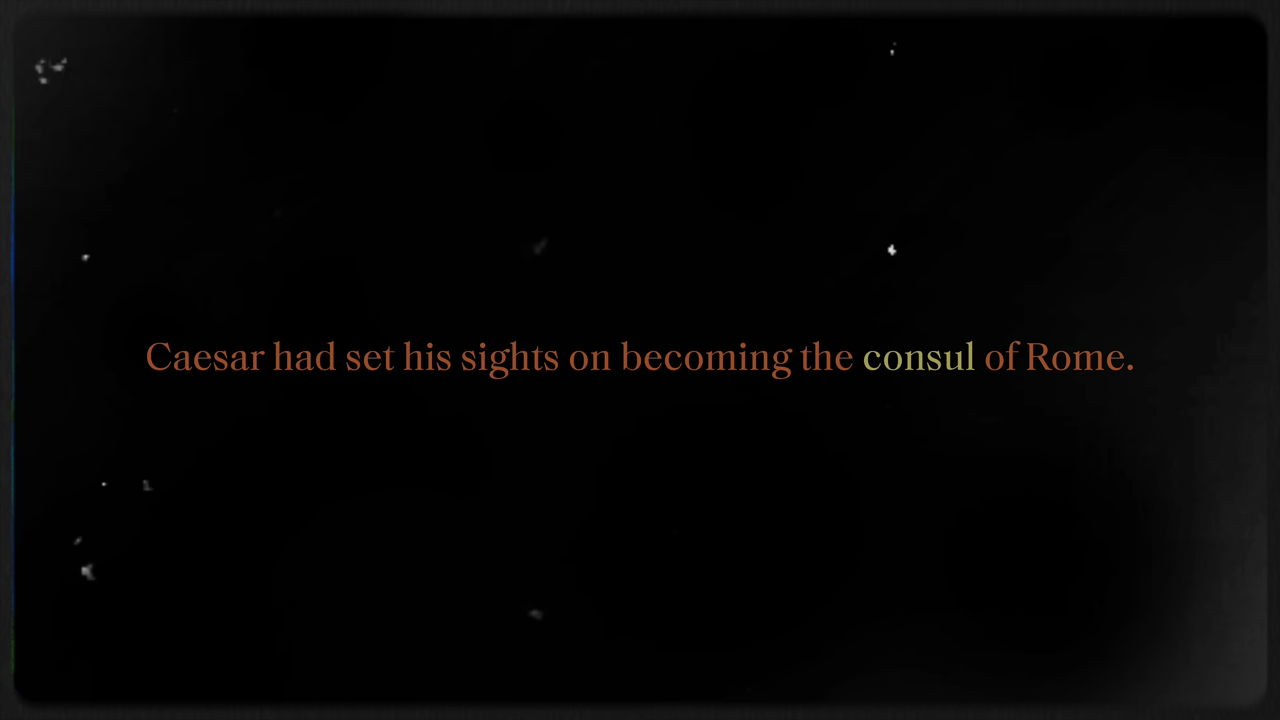 Caesar had set his sights on becoming the consul of Rome.